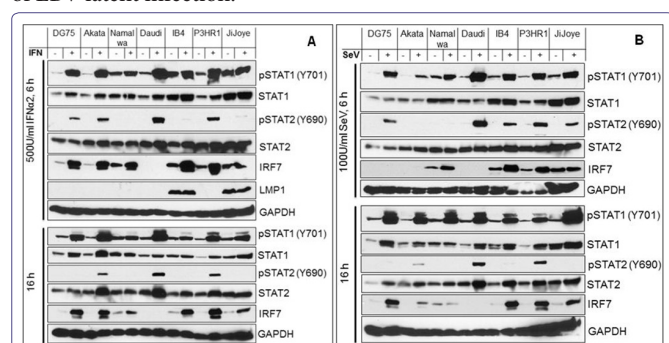 of EBV latent infection.
DG75 Akata Namal wa Daudi IB4 P3HR1 JiJoye
A
IFN - + - + - + - + - + - + - +
500U/ml IFNα2, 6 h
pSTAT1 (Y701)
STAT1
pSTAT2 (Y690)
STAT2
IRF7
LMP1
GAPDH
16 h
pSTAT1 (Y701)
STAT1
pSTAT2 (Y690)
STAT2
IRF7
GAPDH
DG75 Akata Namal wa Daudi IB4 P3HR1 JiJoye
B
SeV - + - + - + - + - + - + - +
100U/ml SeV, 6 h
pSTAT1 (Y701)
STAT1
pSTAT2 (Y690)
STAT2
IRF7
GAPDH
16 h
pSTAT1 (Y701)
STAT1
pSTAT2 (Y690)
STAT2
IRF7
GAPDH